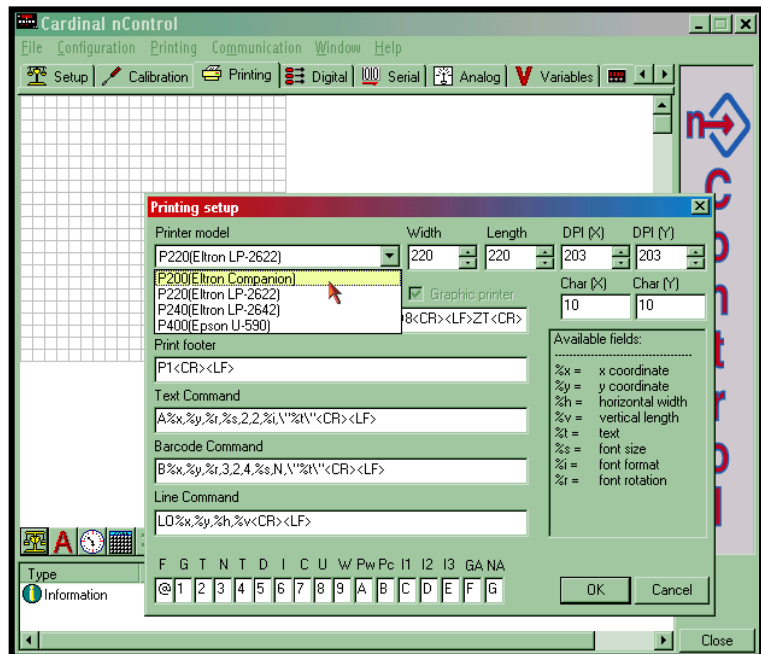 Cardinal nControl
File Configuration Printing Communication Window Help
Setup Calibration Printing Digital Serial Analog Variables
n
C
o
n
t
r
o
l
Printing setup
Printer model Width Length DPI (X) DPI (Y)
P220(Eltron LP-2622) 220 220 203 203
P200(Eltron Companion)
P220(Eltron LP-2622)
P240(Eltron LP-2642)
P400(Epson U-590)
Graphic printer
Char (X) Char (Y)
10 10
8<CR><LF>ZT<CR>
Print footer
P1<CR><LF>
Text Command
A%x,%y,%r,%s,2,2,%i,\"%t\"<CR><LF>
Barcode Command
B%x,%y,%r,3,2,4,%s,N,\"%t\"<CR><LF>
Line Command
LO%x,%y,%h,%v<CR><LF>
Available fields:
%x = x coordinate
%y = y coordinate
%h = horizontal width
%v = vertical length
%t = text
%s = font size
%i = font format
%r = font rotation
F G T N T D I C U W Pw Pc I1 I2 I3 GA NA
@ 1 2 3 4 5 6 7 8 9 A B C D E F G
OK Cancel
A
Type
Information
Close